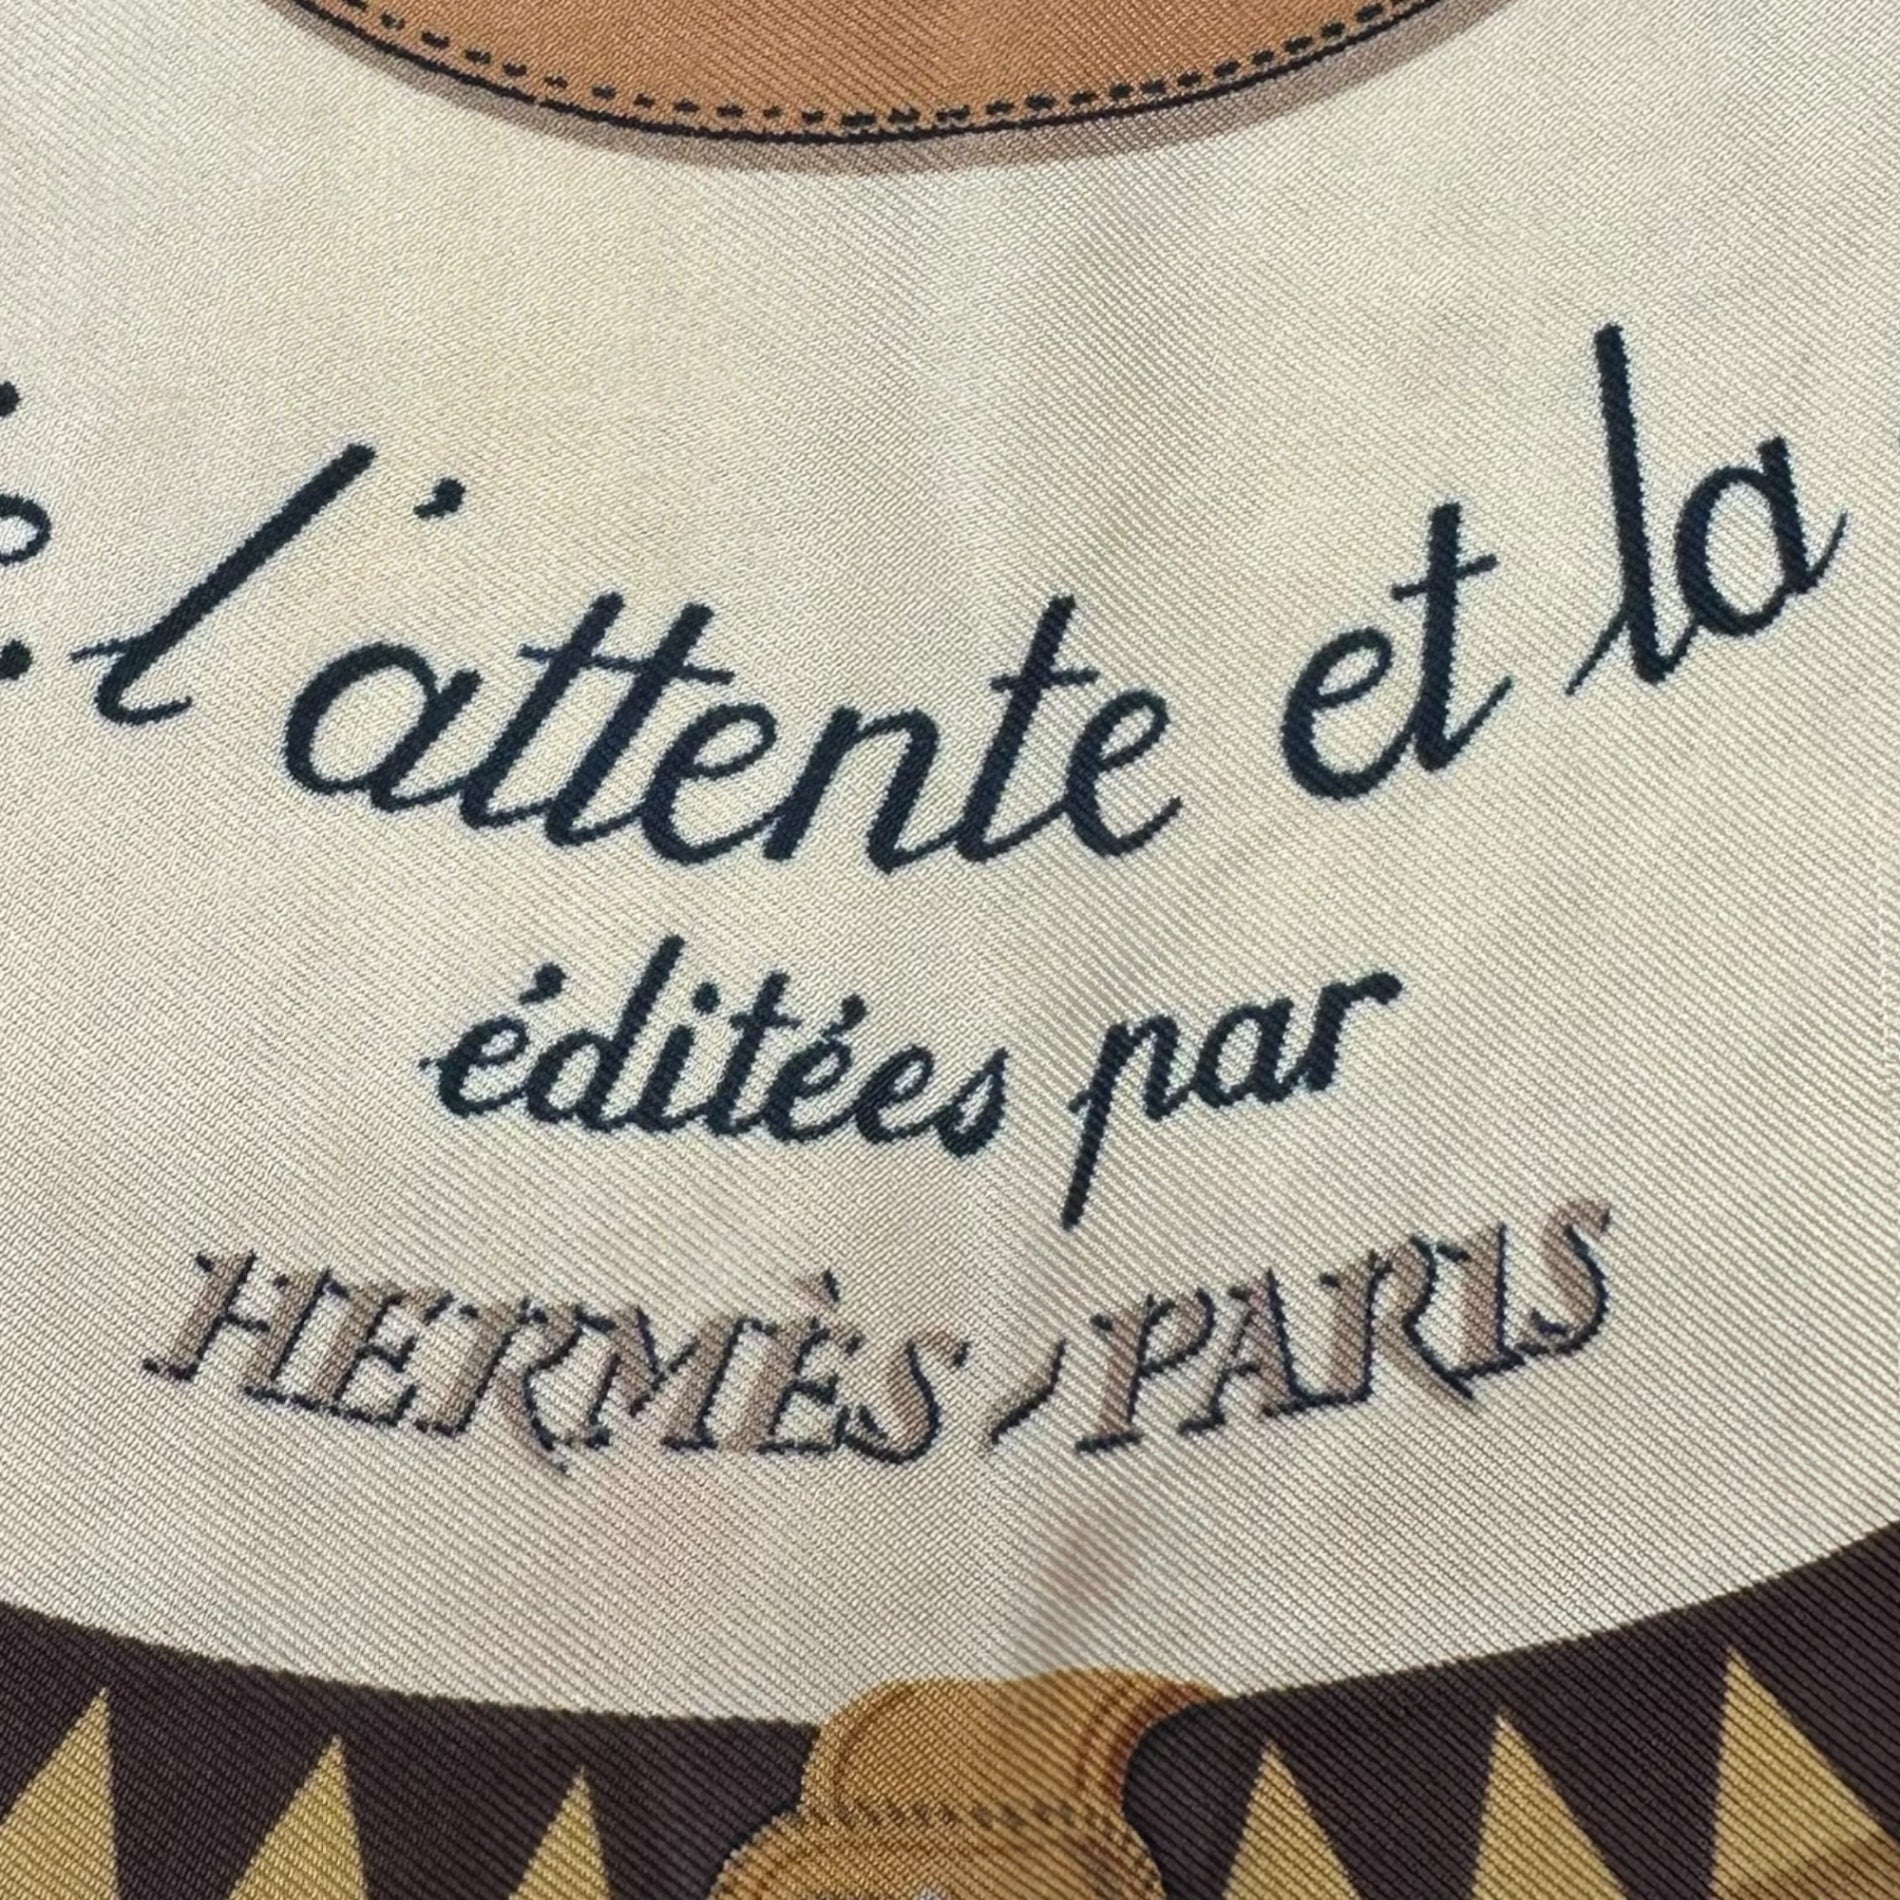 l'attente et la
éditées par
HERMÈS-PARIS